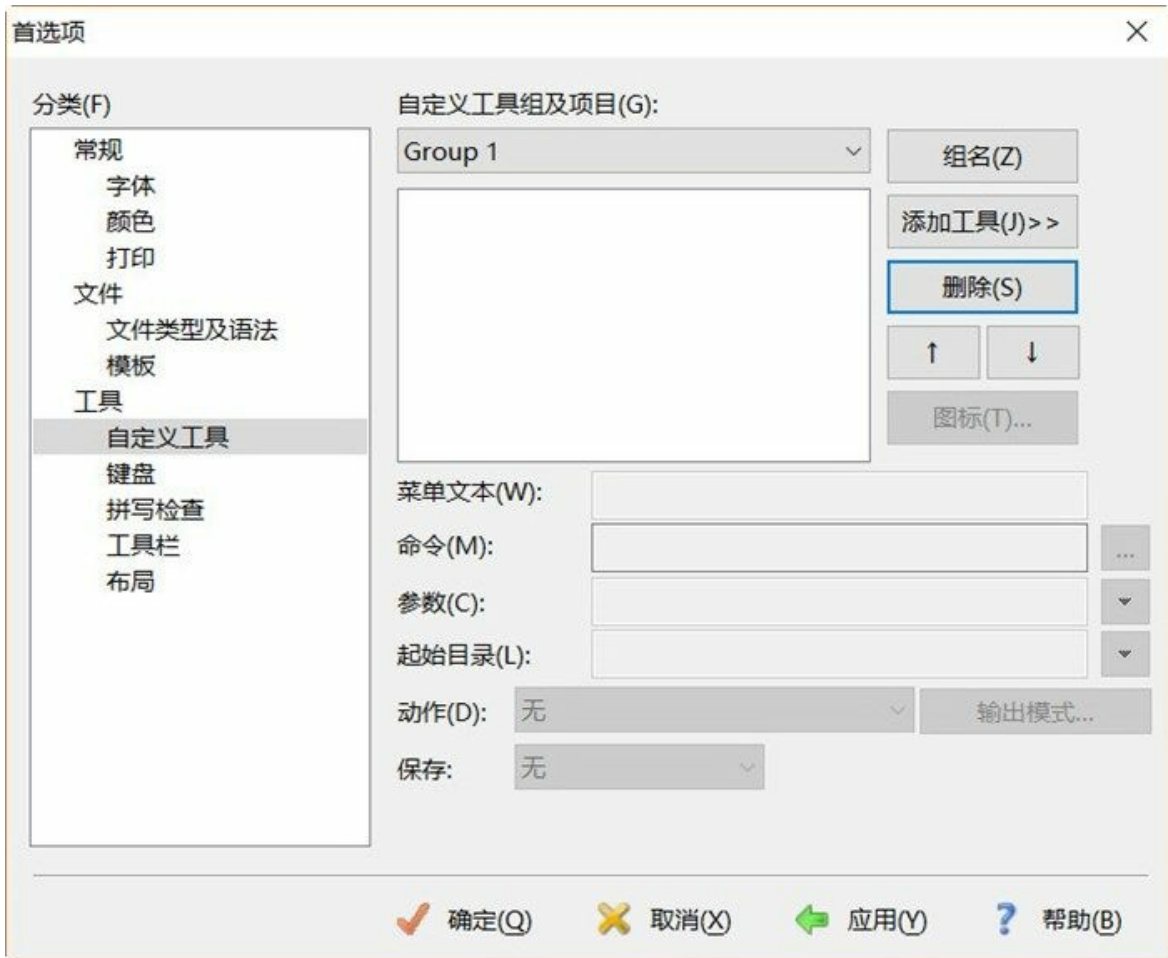 首选项
分类(F)
常规
字体
颜色
打印
文件
文件类型及语法
模板
工具
自定义工具
键盘
拼写检查
工具栏
布局
自定义工具组及项目(G):
Group 1
组名(Z)
添加工具(J)>>
删除(S)
↑ ↓
图标(T)...
菜单文本(W):
命令(M): ...
参数(C):
起始目录(L):
动作(D): 无 输出模式...
保存: 无
确定(Q) 取消(X) 应用(Y) 帮助(B)